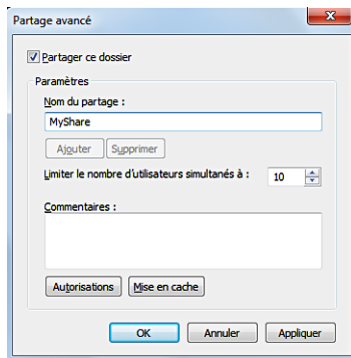 Partage avancé
Partager ce dossier
Paramètres
Nom du partage :
MyShare
Ajouter Supprimer
Limiter le nombre d'utilisateurs simultanés à : 10
Commentaires :
Autorisations Mise en cache
OK Annuler Appliquer